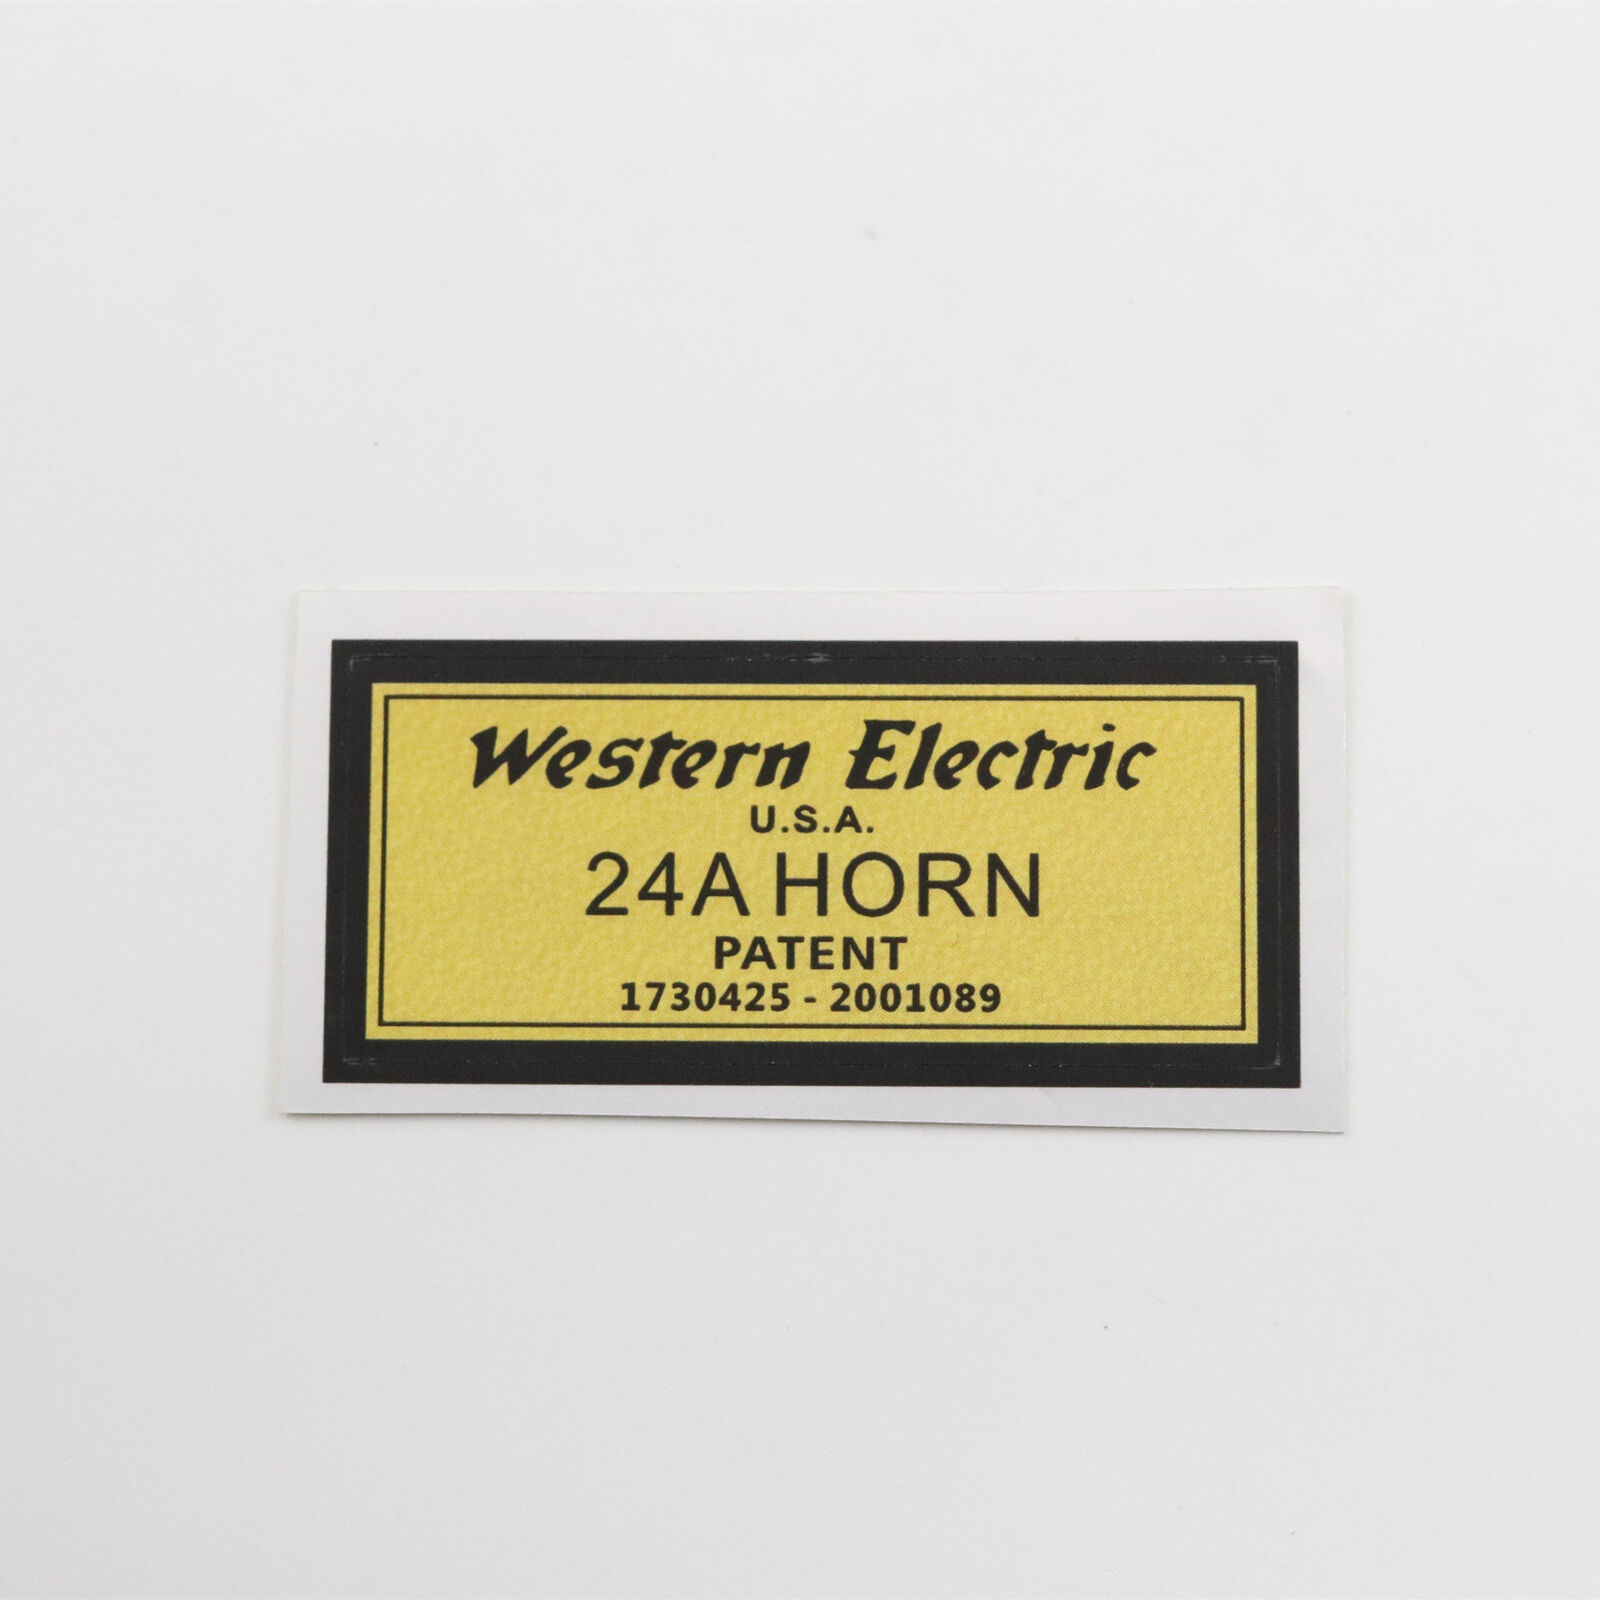 Western Electric
U.S.A.
24A HORN
PATENT
1730425 - 2001089